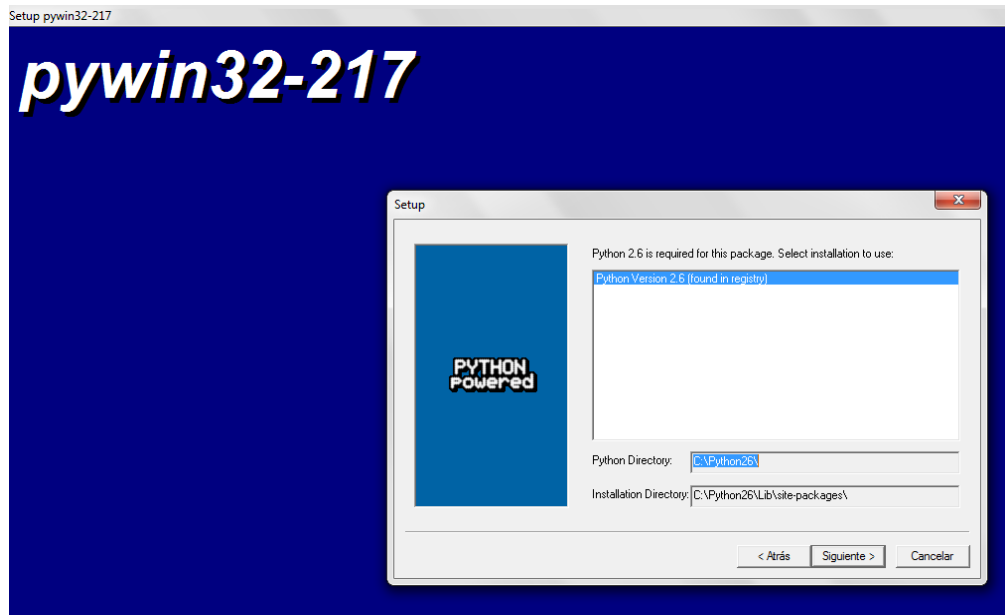 Setup pywin32-217
pywin32-217
Setup
Python 2.6 is required for this package. Select installation to use:
Python Version 2.6 (found in registry)
PYTHON
powered
Python Directory: C:\Python26\
Installation Directory: C:\Python26\Lib\site-packages\
< Atrás Siguiente > Cancelar